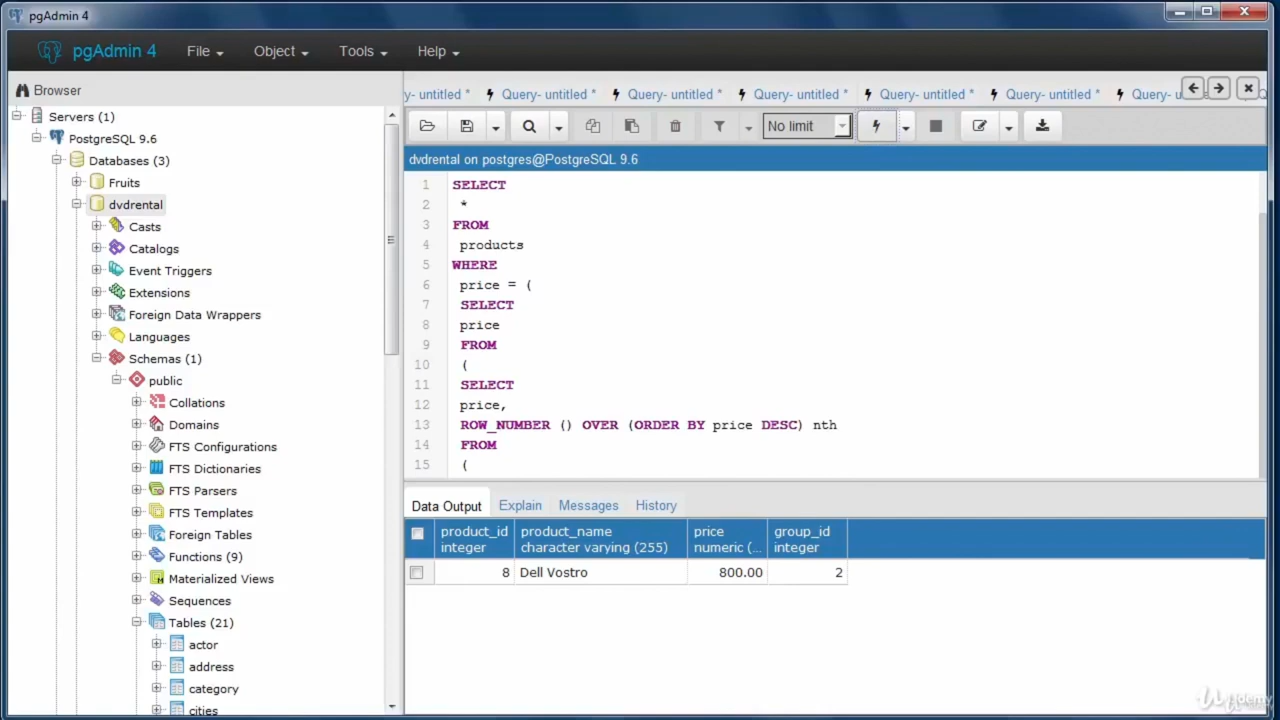 pgAdmin 4
pgAdmin 4 File Object Tools Help
Browser
Servers (1)
PostgreSQL 9.6
Databases (3)
Fruits
dvdrental
Casts
Catalogs
Event Triggers
Extensions
Foreign Data Wrappers
Languages
Schemas (1)
public
Collations
Domains
FTS Configurations
FTS Dictionaries
FTS Parsers
FTS Templates
Foreign Tables
Functions (9)
Materialized Views
Sequences
Tables (21)
actor
address
category
cities
y- untitled * Query- untitled * Query- untitled * Query- untitled * Query- untitled * Query- untitled * Query- u
No limit
dvdrental on postgres@PostgreSQL 9.6
1 SELECT
2 *
3 FROM
4 products
5 WHERE
6 price = (
7 SELECT
8 price
9 FROM
10 (
11 SELECT
12 price,
13 ROW_NUMBER () OVER (ORDER BY price DESC) nth
14 FROM
15 (
Data Output Explain Messages History
product_id product_name price group_id
integer character varying (255) numeric (... integer
8 Dell Vostro 800.00 2
Udemy